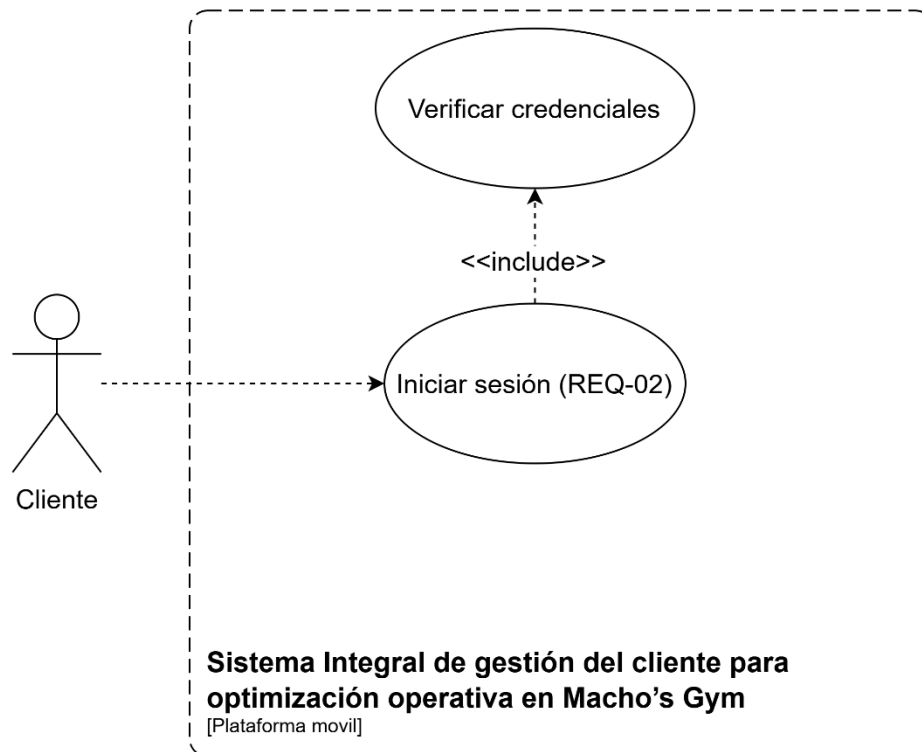 Verificar credenciales
<<include>>
Iniciar sesión (REQ-02)
Cliente
Sistema Integral de gestión del cliente para
optimización operativa en Macho's Gym
[Plataforma movil]